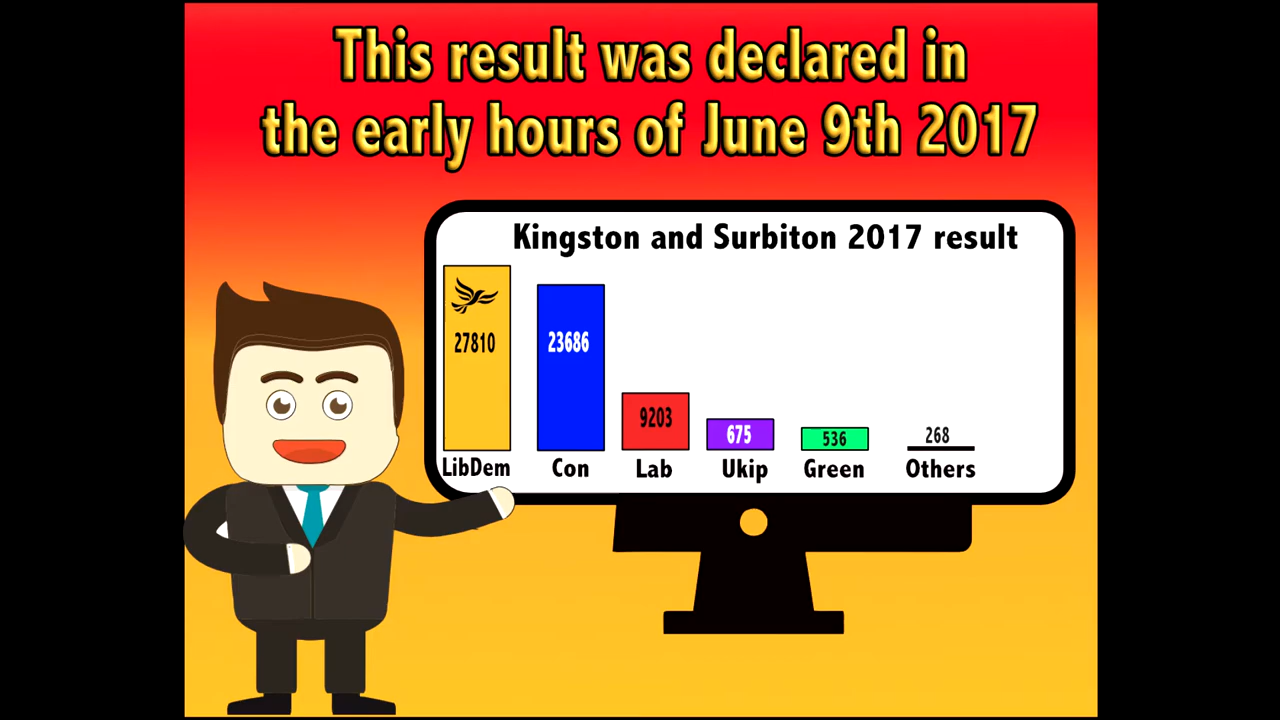 This result was declared in
the early hours of June 9th 2017
Kingston and Surbiton 2017 result
27810 23686 9203 675 536 268
LibDem Con Lab Ukip Green Others